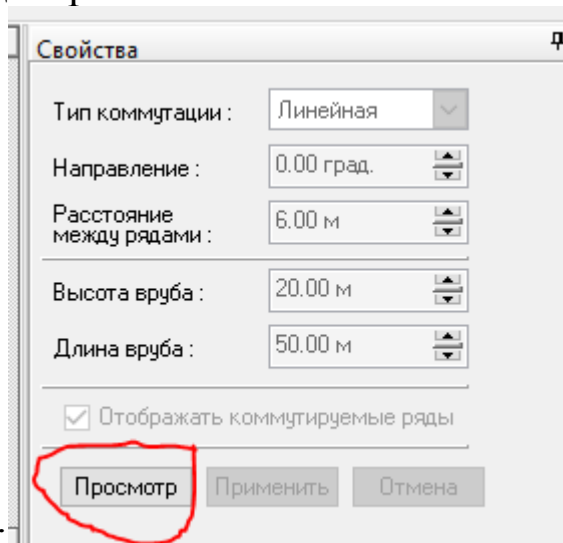 Свойства
Тип коммутации : Линейная
Направление : 0.00 град.
Расстояние
между рядами : 6.00 м
Высота вруба : 20.00 м
Длина вруба : 50.00 м
Отображать коммутируемые ряды
Просмотр Применить Отмена